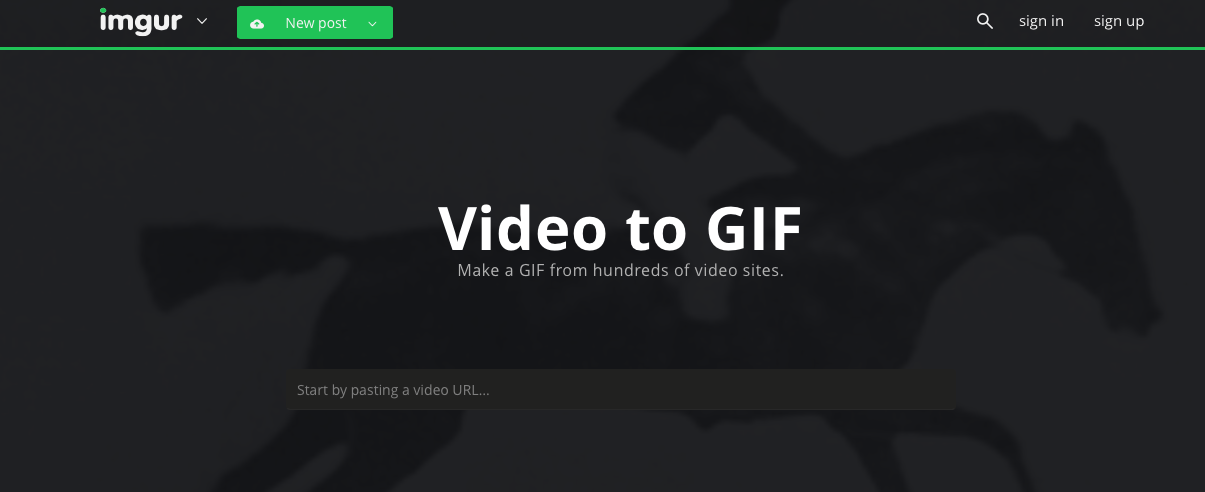 imgur
New post
sign in
sign up
Video to GIF
Make a GIF from hundreds of video sites.
Start by pasting a video URL...